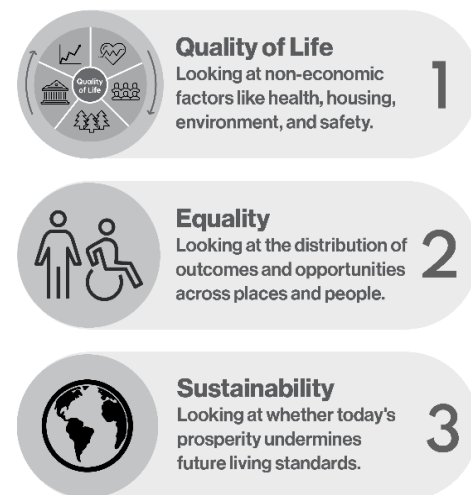 Quality
of Life
Quality of Life
Looking at non-economic
factors like health, housing,
environment, and safety.
1
Equality
Looking at the distribution of
outcomes and opportunities
across places and people.
2
Sustainability
Looking at whether today's
prosperity undermines
future living standards.
3